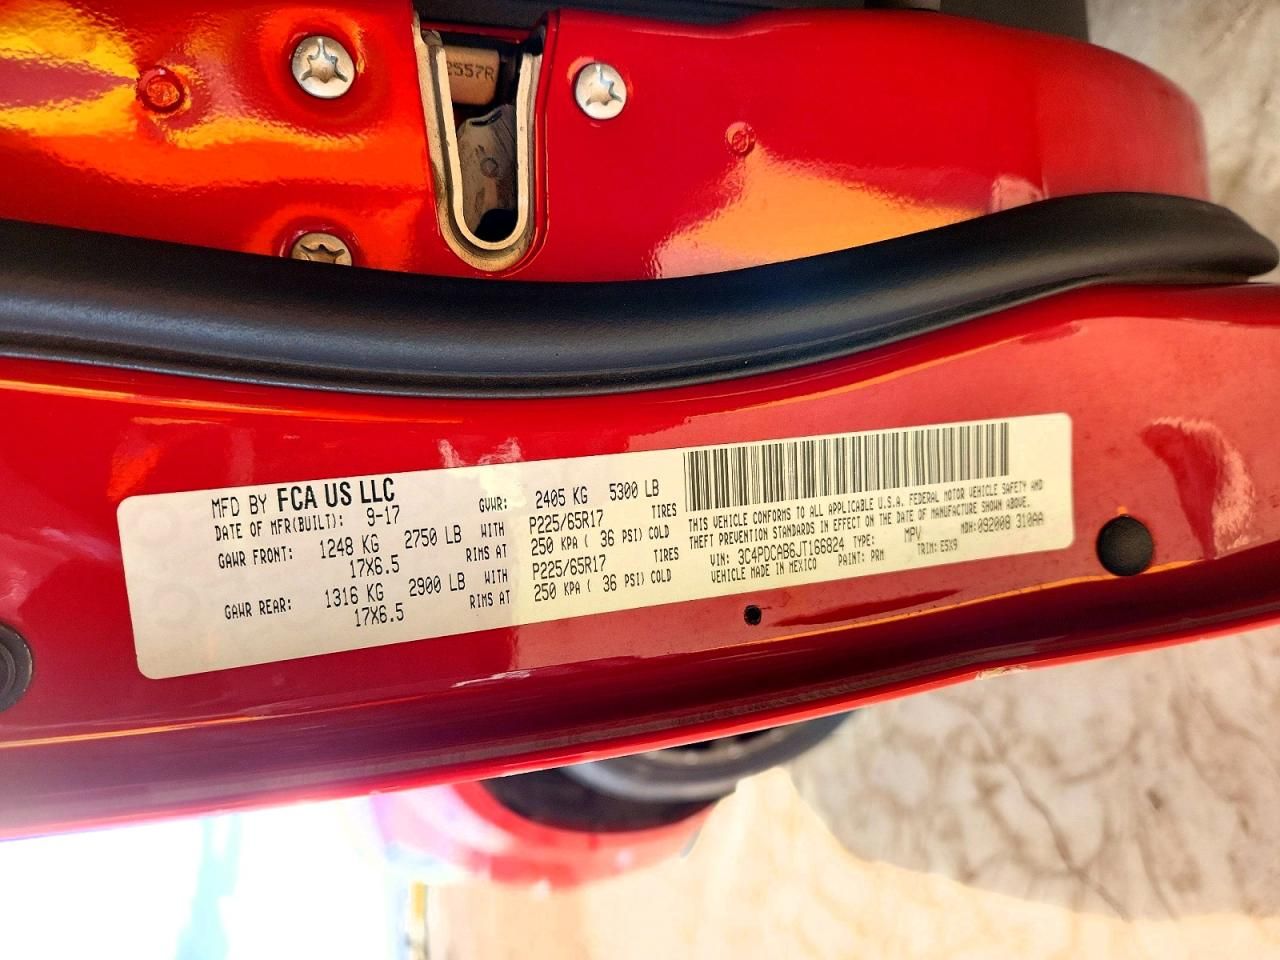 2557R
MFD BY FCA US LLC
DATE OF MFR(BUILT): 9-17
GVWR: 2405 KG 5300 LB
GAWR FRONT: 1248 KG 2750 LB WITH P225/65R17 TIRES
17X6.5 RIMS AT 250 KPA ( 36 PSI) COLD
GAWR REAR: 1316 KG 2900 LB WITH P225/65R17 TIRES
17X6.5 RIMS AT 250 KPA ( 36 PSI) COLD
THIS VEHICLE CONFORMS TO ALL APPLICABLE U.S.A. FEDERAL MOTOR VEHICLE SAFETY AND
THEFT PREVENTION STANDARDS IN EFFECT ON THE DATE OF MANUFACTURE SHOWN ABOVE.
VIN: 3C4PDCAB6JT166824 TYPE: MPV MDH:092008 310AA
VEHICLE MADE IN MEXICO PAINT: PRM TRIM: E5X9